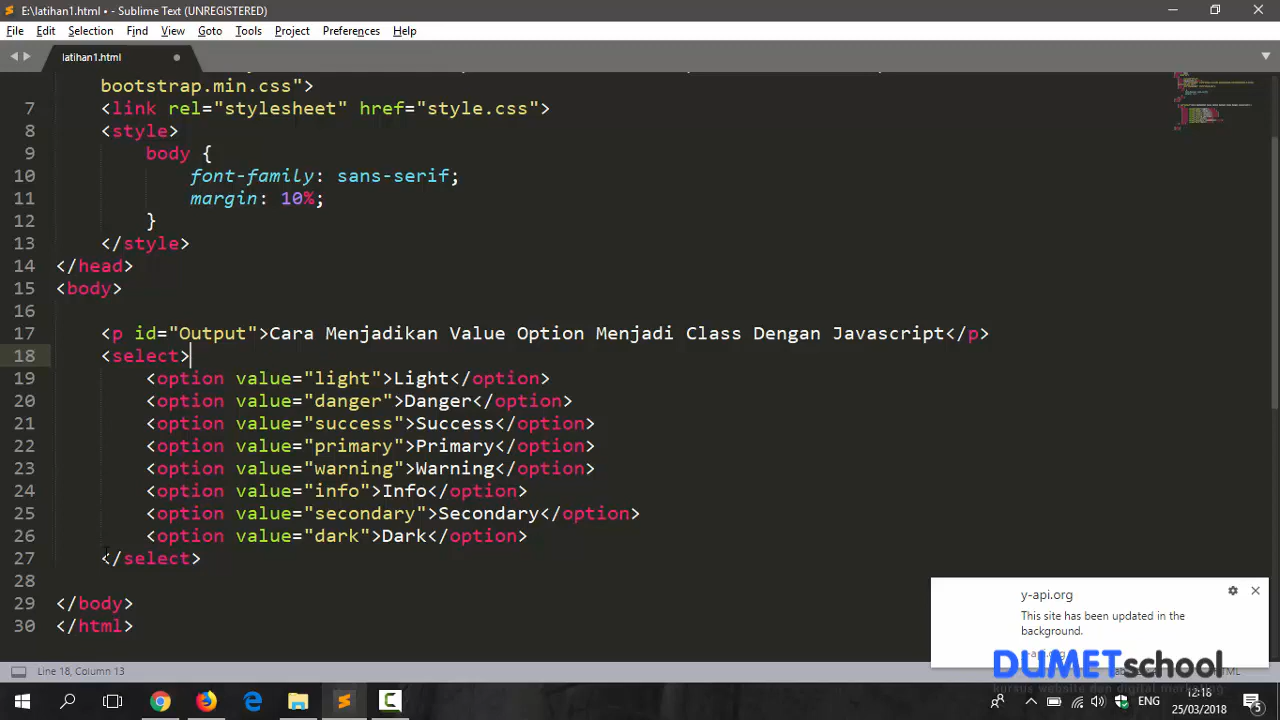 E:\latihan1.html • - Sublime Text (UNREGISTERED)
File Edit Selection Find View Goto Tools Project Preferences Help
latihan1.html
bootstrap.min.css">
7 <link rel="stylesheet" href="style.css">
8 <style>
9 body {
10 font-family: sans-serif;
11 margin: 10%;
12 }
13 </style>
14 </head>
15 <body>
16
17 <p id="Output">Cara Menjadikan Value Option Menjadi Class Dengan Javascript</p>
18 <select>
19 <option value="light">Light</option>
20 <option value="danger">Danger</option>
21 <option value="success">Success</option>
22 <option value="primary">Primary</option>
23 <option value="warning">Warning</option>
24 <option value="info">Info</option>
25 <option value="secondary">Secondary</option>
26 <option value="dark">Dark</option>
27 </select>
28
29 </body>
30 </html>
y-api.org
This site has been updated in the
background.
DUMETschool
kursus website dan digital marketing
Line 18, Column 13
ENG
12:16
25/03/2018
5